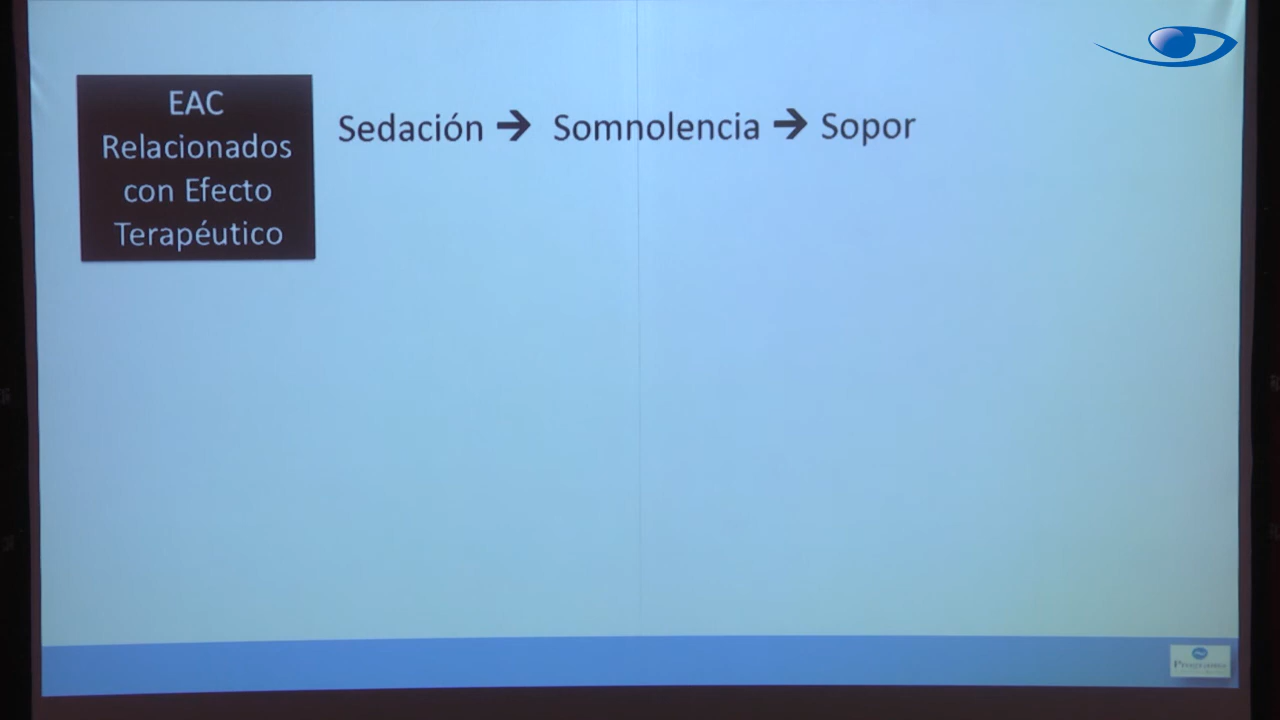 EAC
Relacionados
con Efecto
Terapéutico
Sedación → Somnolencia → Sopor